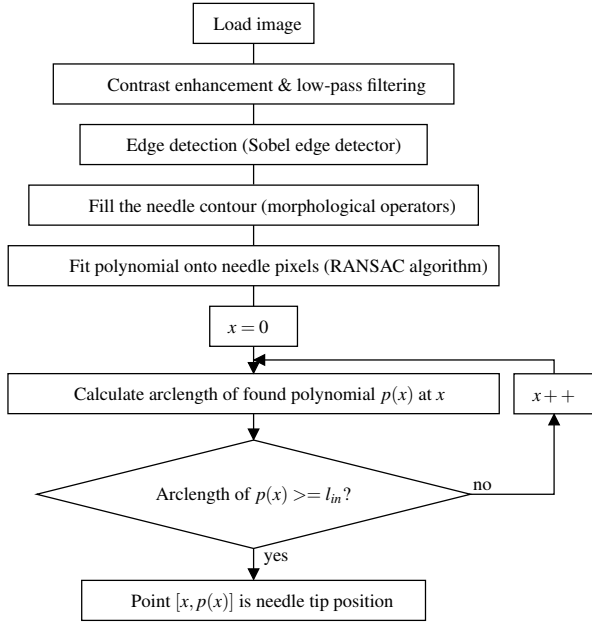 Load image
Contrast enhancement & low-pass filtering
Edge detection (Sobel edge detector)
Fill the needle contour (morphological operators)
Fit polynomial onto needle pixels (RANSAC algorithm)
x = 0
Calculate arclength of found polynomial p(x) at x
x++
Arclength of p(x) >= l_in?
no
yes
Point [x, p(x)] is needle tip position